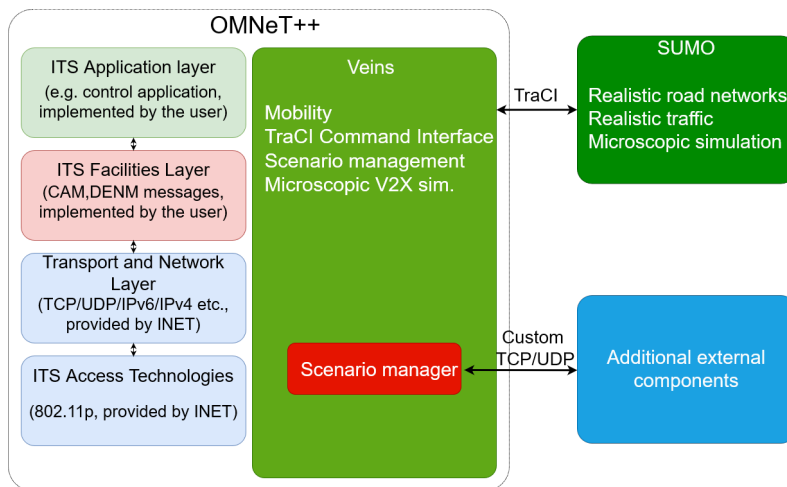 OMNeT++
ITS Application layer
(e.g. control application,
implemented by the user)
ITS Facilities Layer
(CAM,DENM messages,
implemented by the user)
Transport and Network
Layer
(TCP/UDP/IPv6/IPv4 etc.,
provided by INET)
ITS Access Technologies
(802.11p, provided by INET)
Veins
Mobility
TraCI Command Interface
Scenario management
Microscopic V2X sim.
Scenario manager
TraCI
Custom
TCP/UDP
SUMO
Realistic road networks
Realistic traffic
Microscopic simulation
Additional external
components